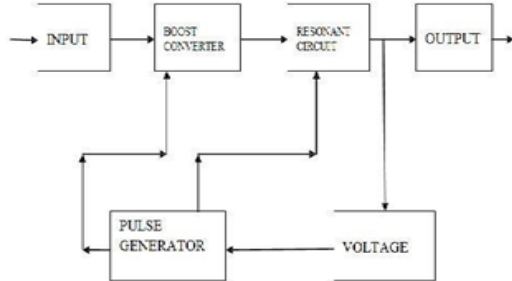 INPUT
BOOST
CONVERTER
RESONANT
CIRCUIT
OUTPUT
PULSE
GENERATOR
VOLTAGE